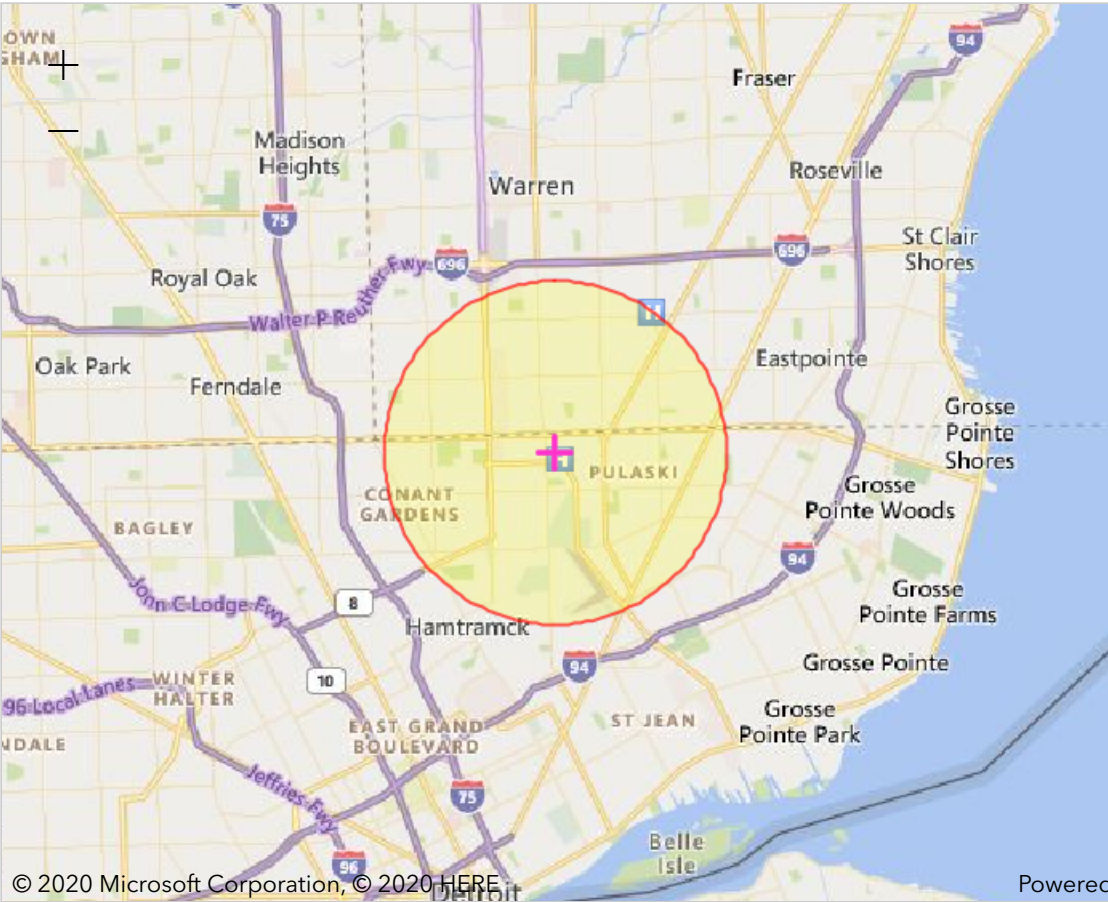 OWN
GHAM
94
Fraser
Madison
Heights
Roseville
Warren
75
St Clair
Shores
696
696
Royal Oak
Walter P Reuther Fwy
H
Oak Park
Ferndale
Eastpointe
Grosse
Pointe
Shores
H
PULASKI
CONANT
GARDENS
Grosse
Pointe Woods
BAGLEY
94
John C Lodge Fwy
8
Grosse
Pointe Farms
Hamtramck
94
Grosse Pointe
10
WINTER
HALTER
96 Local Lanes
Grosse
Pointe Park
ST JEAN
EAST GRAND
BOULEVARD
NDALE
Jeffries Fwy
75
Belle
Isle
96
Detroit
© 2020 Microsoft Corporation, © 2020 HERE
Powered